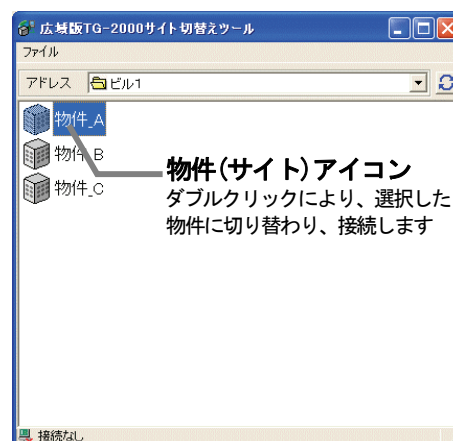 広域版TG-2000サイト切替えツール
ファイル
アドレス ビル1
物件_A
物件_B
物件_C
物件(サイト)アイコン
ダブルクリックにより、選択した
物件に切り替わり、接続します
接続なし